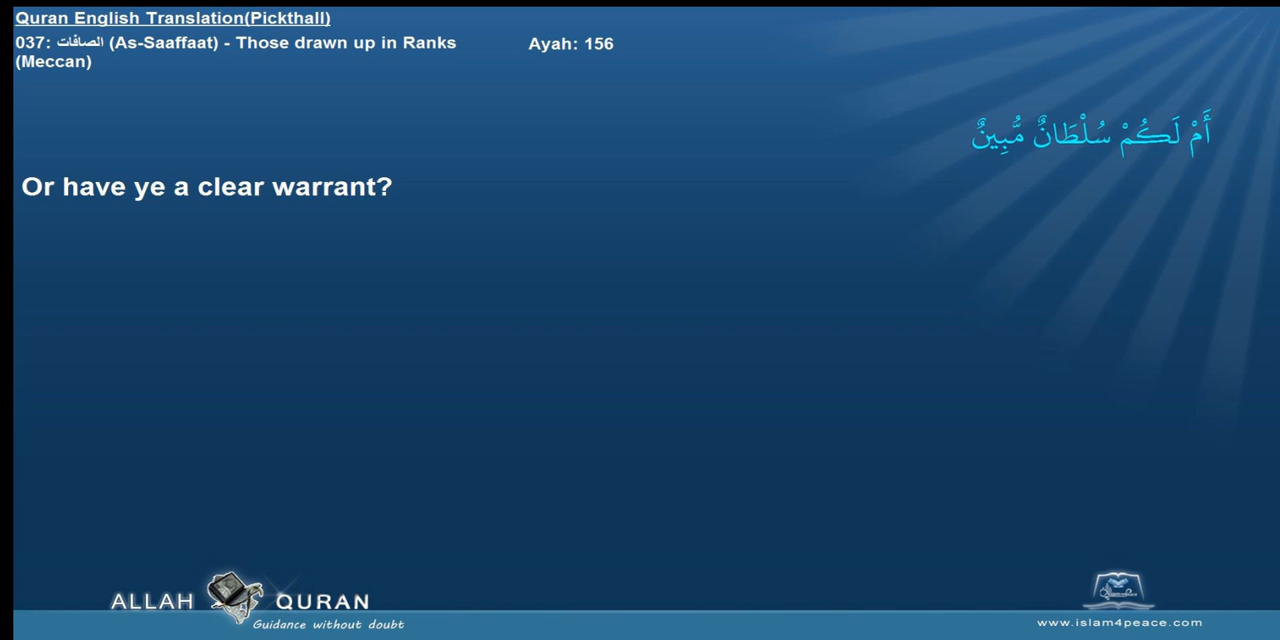 Quran English Translation(Pickthall)
037: الصافات (As-Saaffaat) - Those drawn up in Ranks
(Meccan)
Ayah: 156
أَمْ لَكُمْ سُلْطَانٌ مُّبِينٌ
Or have ye a clear warrant?
ALLAH QURAN
Guidance without doubt
www.islam4peace.com